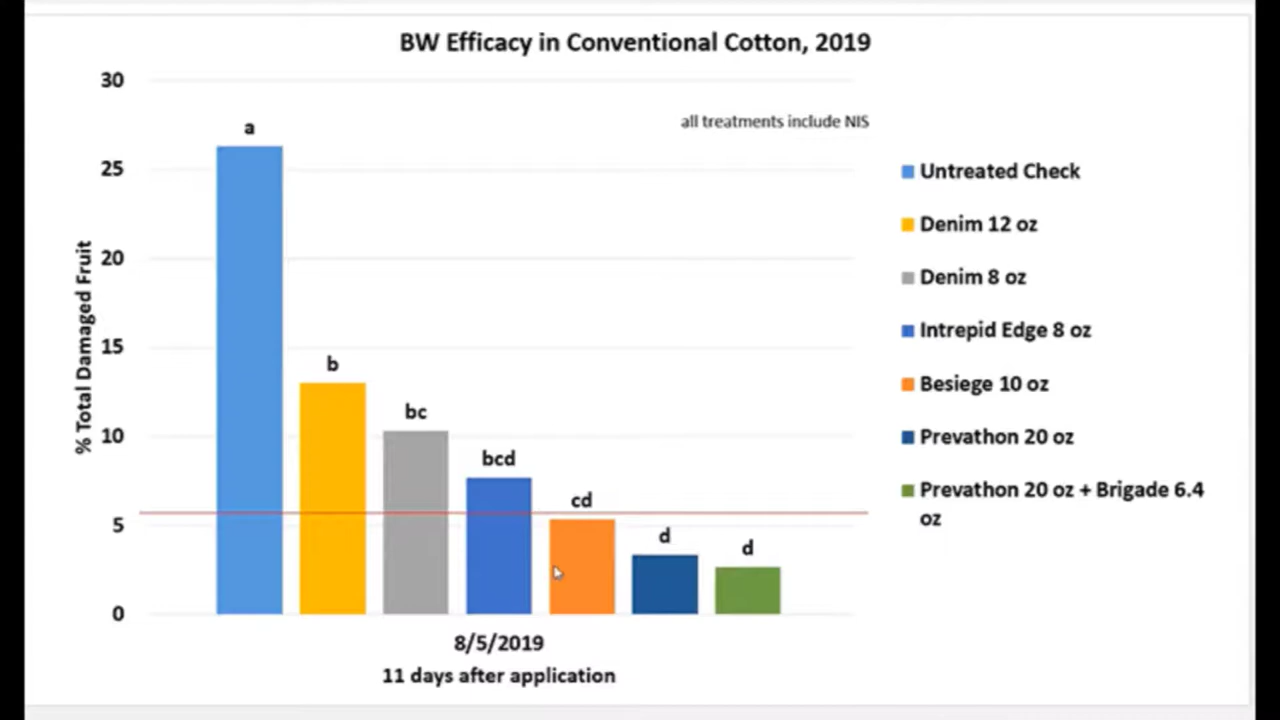 BW Efficacy in Conventional Cotton, 2019
all treatments include NIS
% Total Damaged Fruit
30
25
20
15
10
5
0
a
b
bc
bcd
cd
d
d
8/5/2019
11 days after application
Untreated Check
Denim 12 oz
Denim 8 oz
Intrepid Edge 8 oz
Besiege 10 oz
Prevathon 20 oz
Prevathon 20 oz + Brigade 6.4
oz